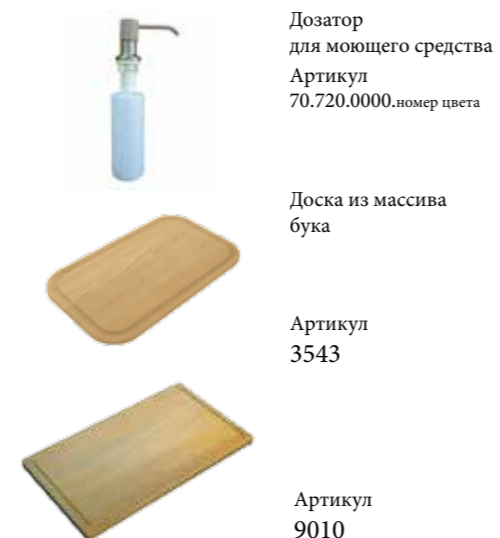 Дозатор
для моющего средства
Артикул
70.720.0000.номер цвета
Доска из массива
бука
Артикул
3543
Артикул
9010